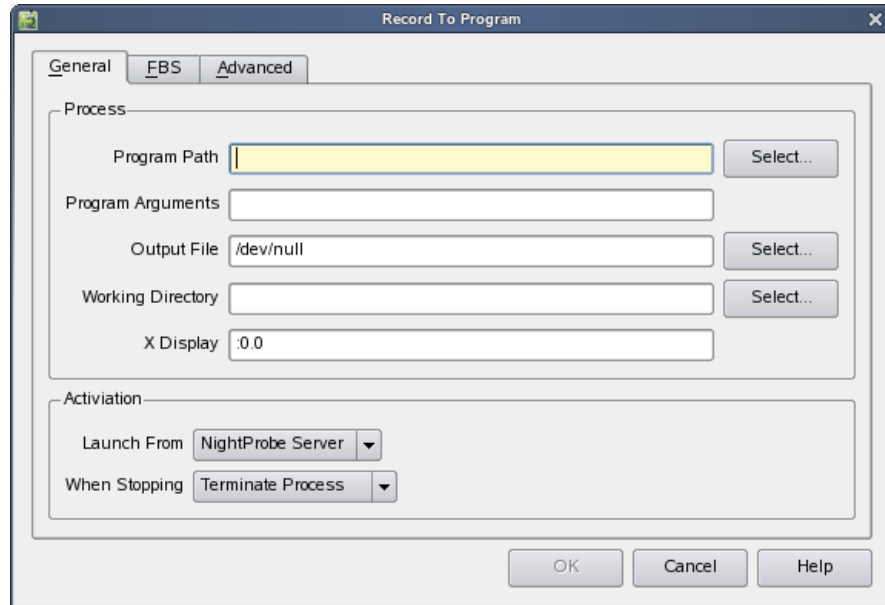 Record To Program
General FBS Advanced
Process
Program Path Select...
Program Arguments
Output File /dev/null Select...
Working Directory Select...
X Display :0.0
Activiation
Launch From NightProbe Server
When Stopping Terminate Process
OK Cancel Help